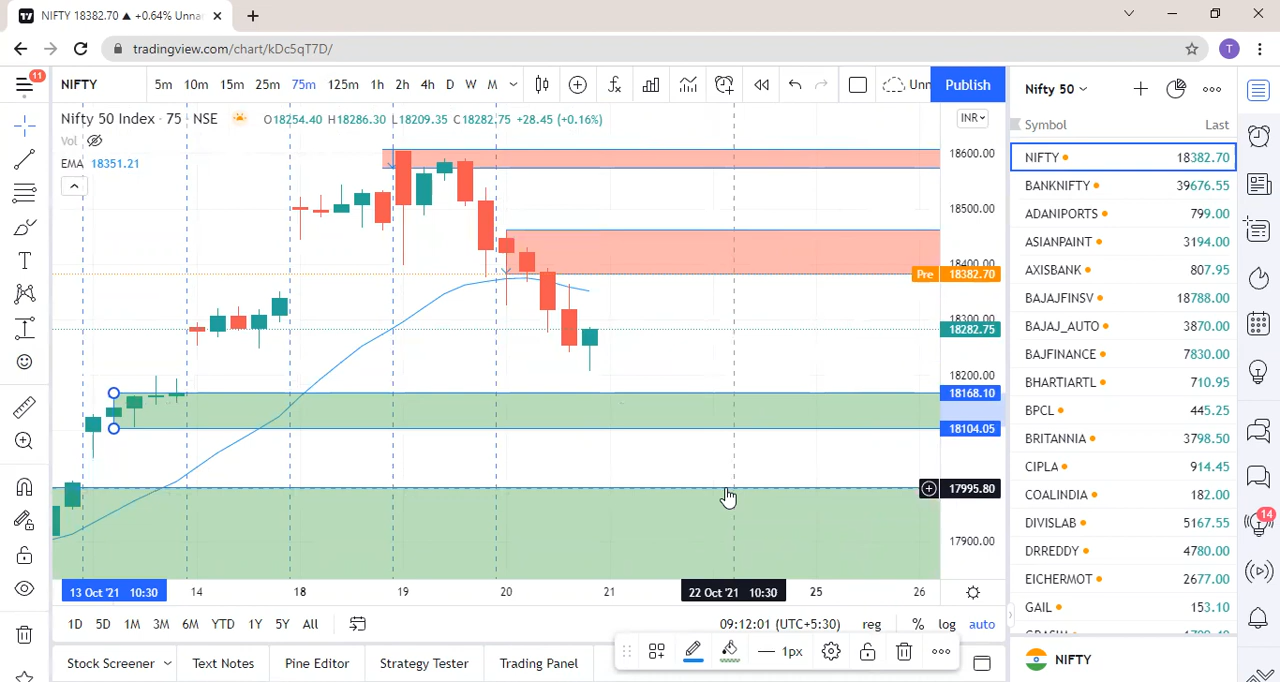 NIFTY 18382.70 ▲ +0.64% Unna
tradingview.com/chart/kDc5qT7D/
T
11
NIFTY 5m 10m 15m 25m 75m 125m 1h 2h 4h D W M Unn Publish
Nifty 50 Index · 75 · NSE O18254.40 H18286.30 L18209.35 C18282.75 +28.45 (+0.16%)
INR
Vol
EMA 18351.21
18600.00
18500.00
18400.00
Pre 18382.70
18300.00
18282.75
18200.00
18168.10
18104.05
17995.80
17900.00
13 Oct '21 10:30 14 18 19 20 21 22 Oct '21 10:30 25 26
1D 5D 1M 3M 6M YTD 1Y 5Y All 09:12:01 (UTC+5:30) reg % log auto
1px
Stock Screener Text Notes Pine Editor Strategy Tester Trading Panel
Nifty 50
Symbol Last
NIFTY 18382.70
BANKNIFTY 39676.55
ADANIPORTS 799.00
ASIANPAINT 3194.00
AXISBANK 807.95
BAJAJFINSV 18788.00
BAJAJ_AUTO 3870.00
BAJFINANCE 7830.00
BHARTIARTL 710.95
BPCL 445.25
BRITANNIA 3798.50
CIPLA 913.45
COALINDIA 182.00
DIVISLAB 5167.55
DRREDDY 4780.00
EICHERMOT 2677.00
GAIL 153.10
NIFTY
14